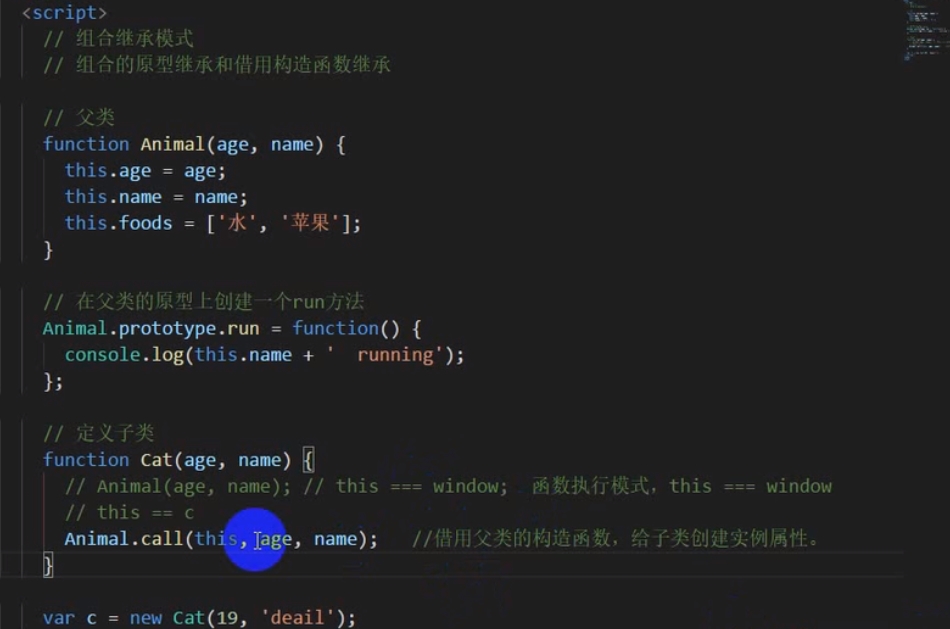 <script>
// 组合继承模式
// 组合的原型继承和借用构造函数继承
// 父类
function Animal(age, name) {
this.age = age;
this.name = name;
this.foods = ['水', '苹果'];
}
// 在父类的原型上创建一个run方法
Animal.prototype.run = function() {
console.log(this.name + '  running');
};
// 定义子类
function Cat(age, name) {
// Animal(age, name); // this === window;  函数执行模式，this === window
// this == c
Animal.call(this, age, name);   //借用父类的构造函数，给子类创建实例属性。
}
var c = new Cat(19, 'deail');